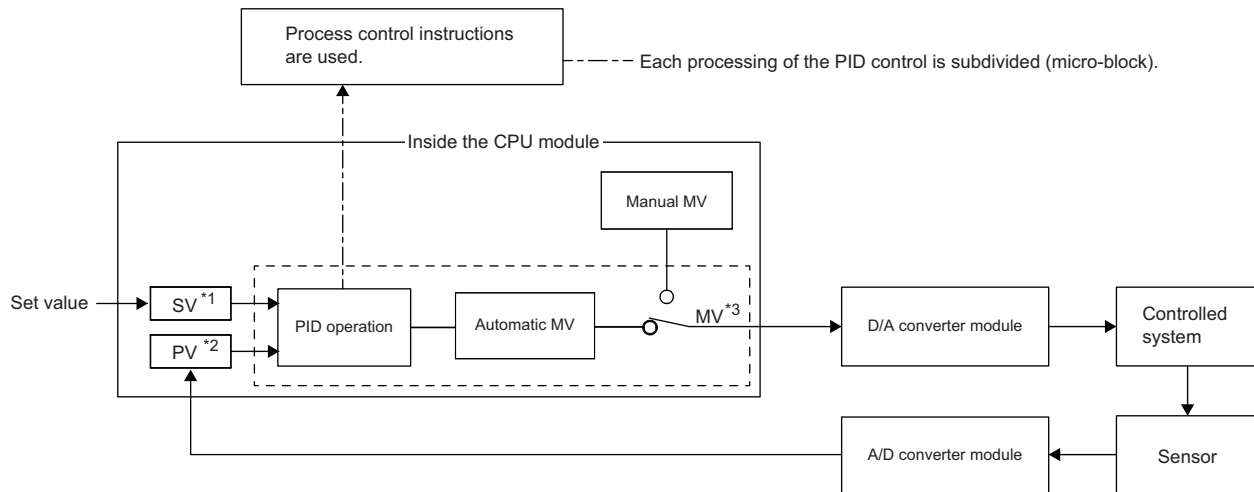 Process control instructions
are used.
Each processing of the PID control is subdivided (micro-block).
Inside the CPU module
Manual MV
Set value
SV*1
PV*2
PID operation
Automatic MV
MV*3
D/A converter module
Controlled
system
A/D converter module
Sensor